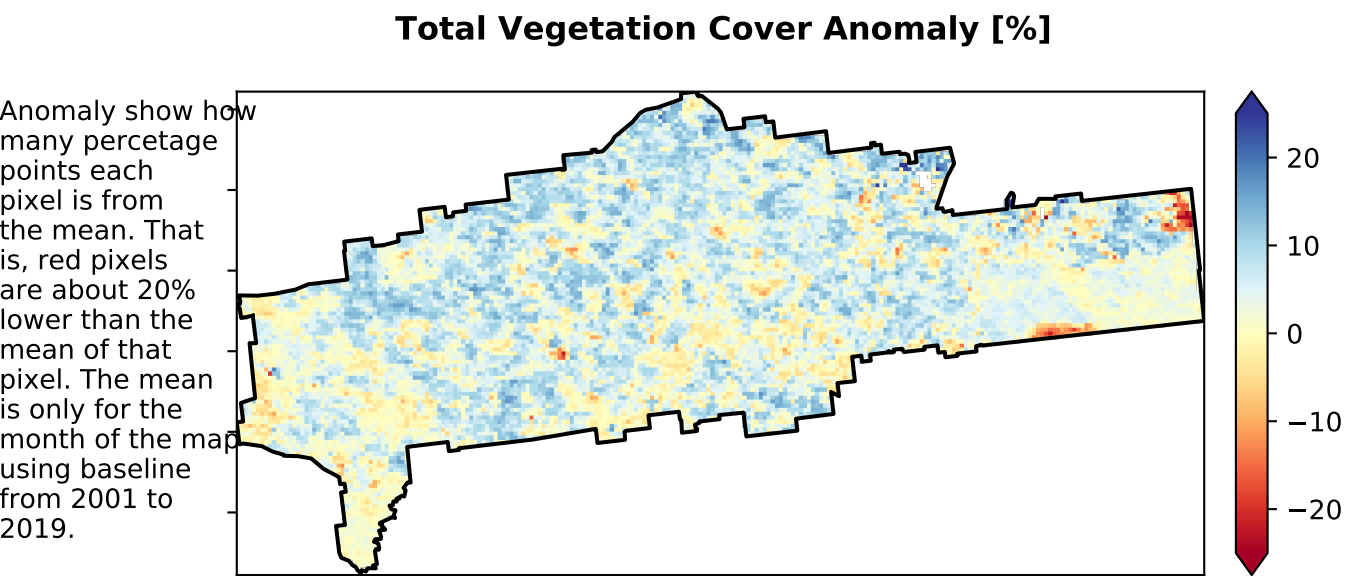 Total Vegetation Cover Anomaly [%]
Anomaly show how
many percetage
points each
pixel is from
the mean. That
is, red pixels
are about 20%
lower than the
mean of that
pixel. The mean
is only for the
month of the map
using baseline
from 2001 to
2019.
20
10
0
−10
−20